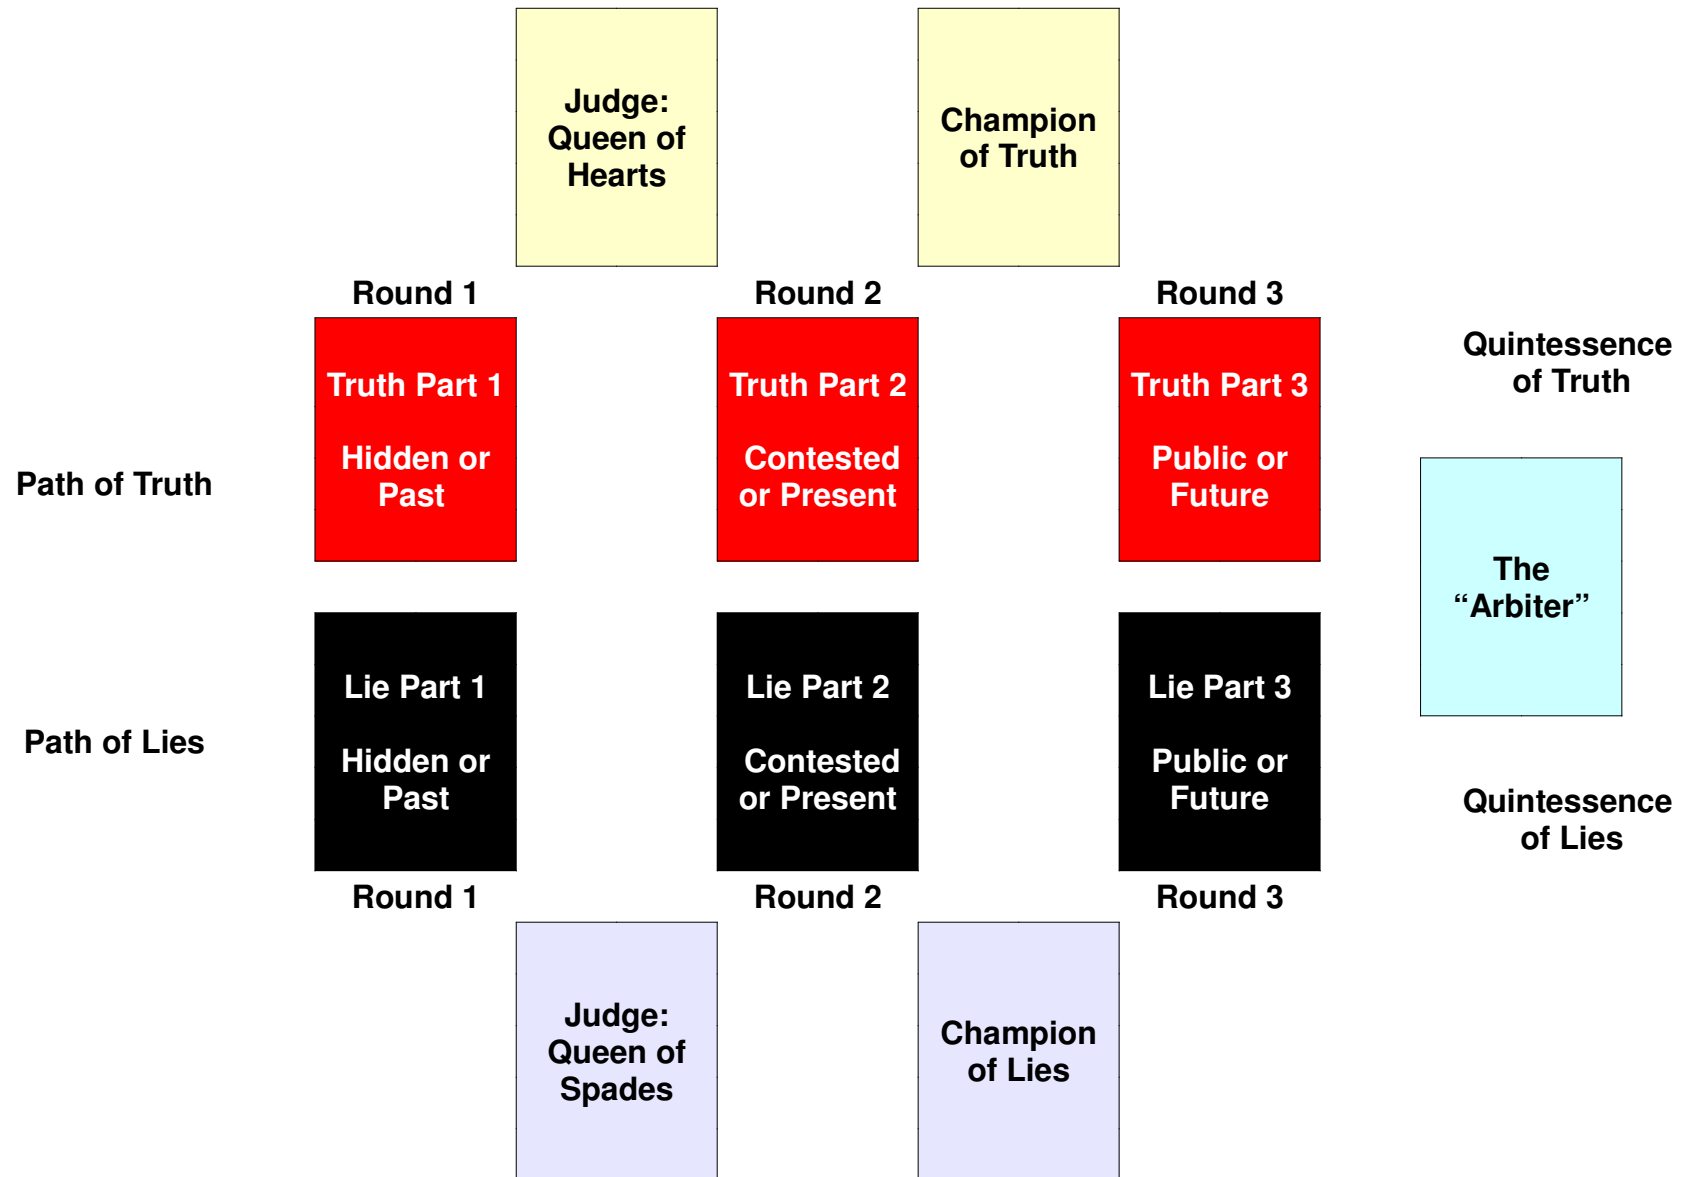 Judge:
Queen of
Hearts
Champion
of Truth
Round 1
Round 2
Round 3
Path of Truth
Truth Part 1
Hidden or
Past
Truth Part 2
Contested
or Present
Truth Part 3
Public or
Future
Quintessence
of Truth
The
“Arbiter”
Path of Lies
Lie Part 1
Hidden or
Past
Lie Part 2
Contested
or Present
Lie Part 3
Public or
Future
Quintessence
of Lies
Round 1
Round 2
Round 3
Judge:
Queen of
Spades
Champion
of Lies